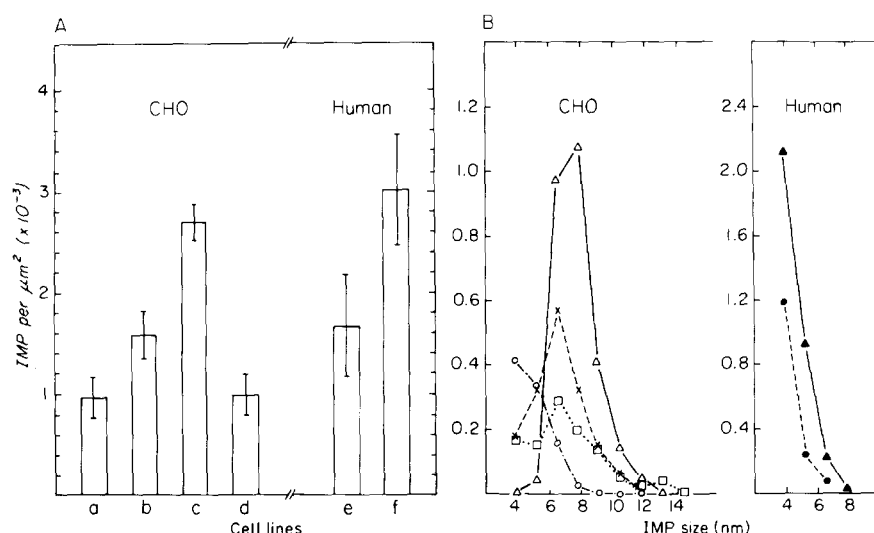 A
B
4
3
2
1
IMP per μm² (×10⁻³)
CHO
Human
a b c d e f
Cell lines
1.2
1.0
0.8
0.6
0.4
0.2
CHO
4 6 8 10 12 14
2.4
2.0
1.6
1.2
0.8
0.4
Human
4 6 8
IMP size (nm)